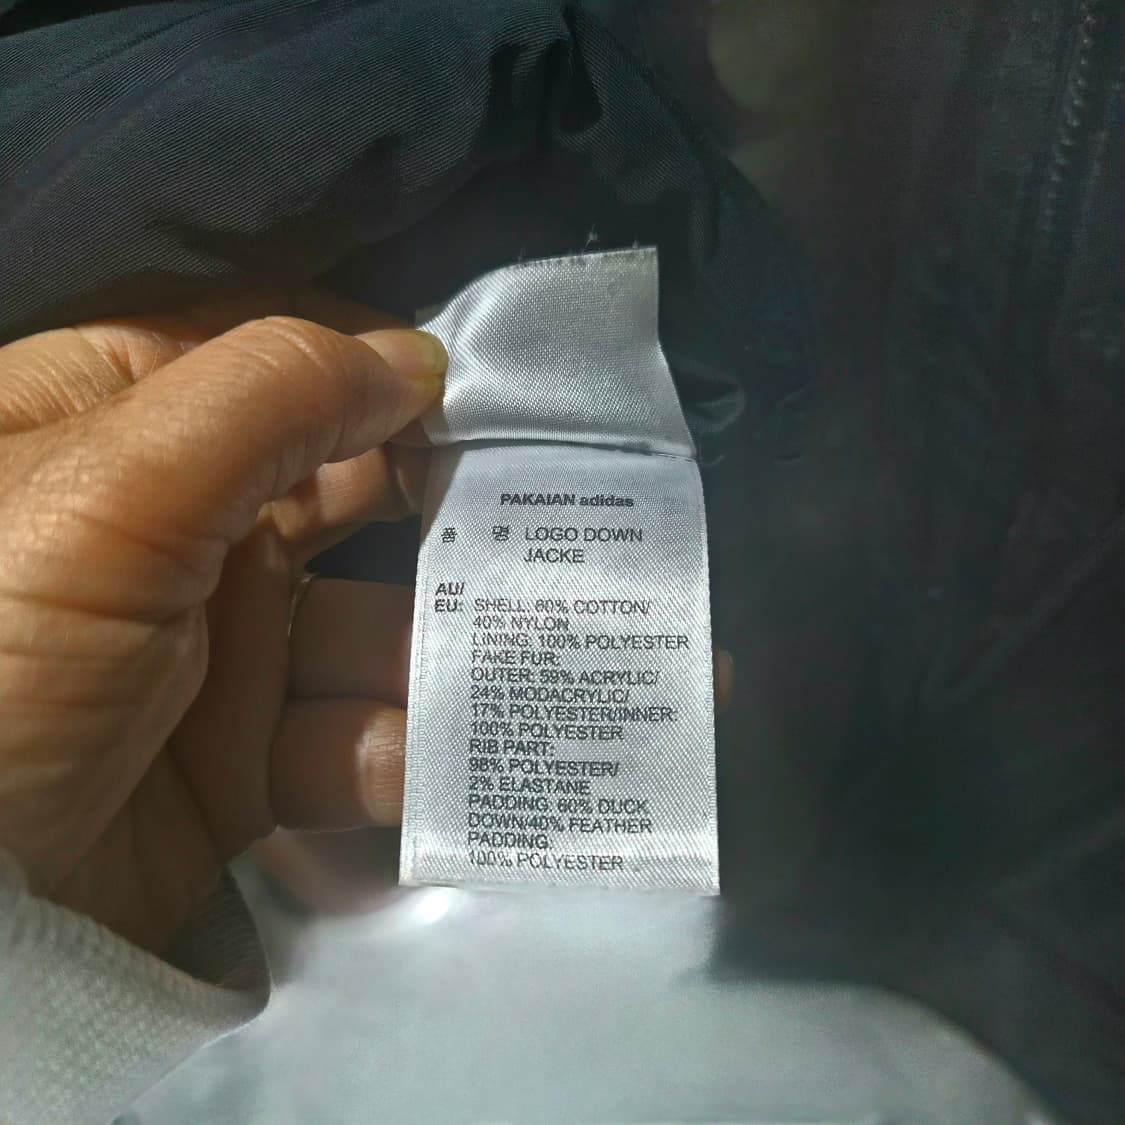 PAKAIAN adidas
품 명 LOGO DOWN
JACKE
AU/
EU: SHELL: 60% COTTON/
40% NYLON
LINING: 100% POLYESTER
FAKE FUR:
OUTER: 59% ACRYLIC/
24% MODACRYLIC/
17% POLYESTER/INNER:
100% POLYESTER
RIB PART:
98% POLYESTER/
2% ELASTANE
PADDING: 60% DUCK
DOWN/40% FEATHER
PADDING:
100% POLYESTER